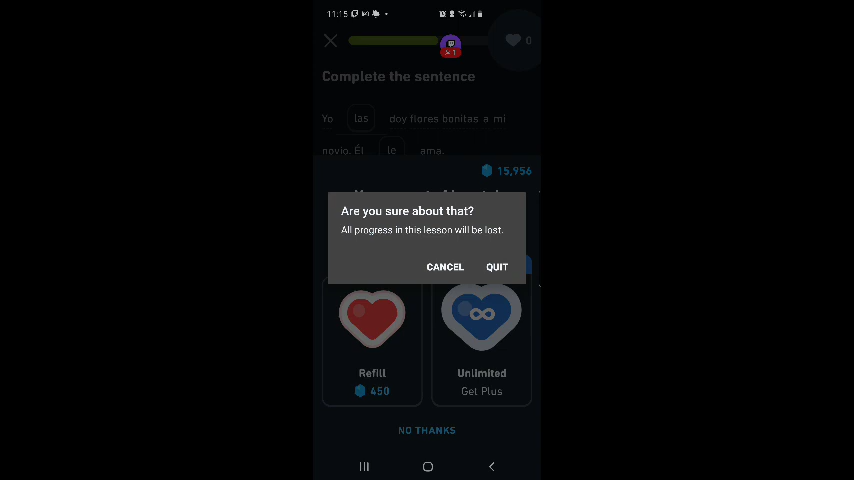 11:15
0
1
Complete the sentence
Yo las doy flores bonitas a mi
novio. Él le ama.
15,956
Are you sure about that?
All progress in this lesson will be lost.
CANCEL QUIT
Refill Unlimited
450 Get Plus
NO THANKS